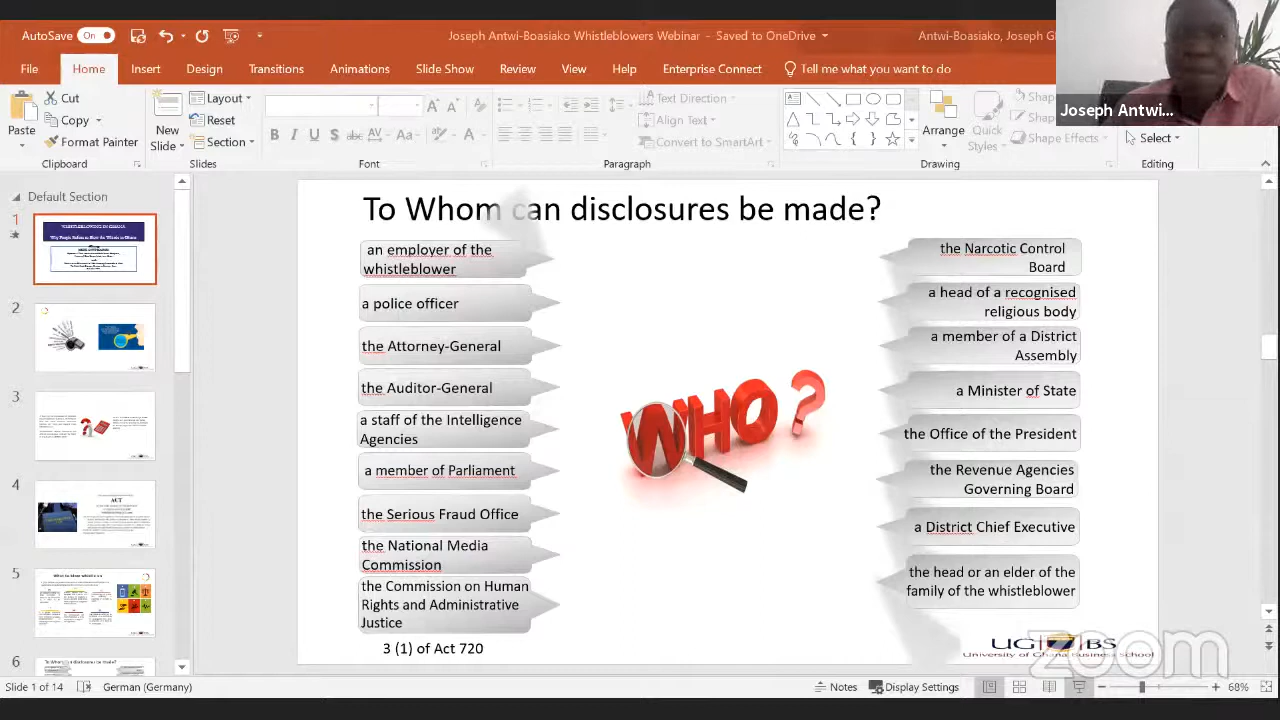 AutoSave On
Joseph Antwi-Boasiako Whistleblowers Webinar - Saved to OneDrive
Antwi-Boasiako, Joseph
Joseph Antwi...
File Home Insert Design Transitions Animations Slide Show Review View Help Enterprise Connect Tell me what you want to do
Paste
Cut
Copy
Format Painter
Clipboard
New
Slide
Layout
Reset
Section
Slides
Font
Text Direction
Align Text
Convert to SmartArt
Paragraph
Arrange
Quick
Styles
Shape Effects
Drawing
Select
Editing
Default Section
1
2
3
4
5
6
To Whom can disclosures be made?
an employer of the
whistleblower
a police officer
the Attorney-General
the Auditor-General
a staff of the Intelligence
Agencies
a member of Parliament
the Serious Fraud Office
the National Media
Commission
the Commission on Human
Rights and Administrative
Justice
3 (1) of Act 720
WHO?
the Narcotic Control
Board
a head of a recognised
religious body
a member of a District
Assembly
a Minister of State
the Office of the President
the Revenue Agencies
Governing Board
a District Chief Executive
the head or an elder of the
family of the whistleblower
UG BS
University of Ghana Business School
zoom
Slide 1 of 14
German (Germany)
Notes
Display Settings
68%